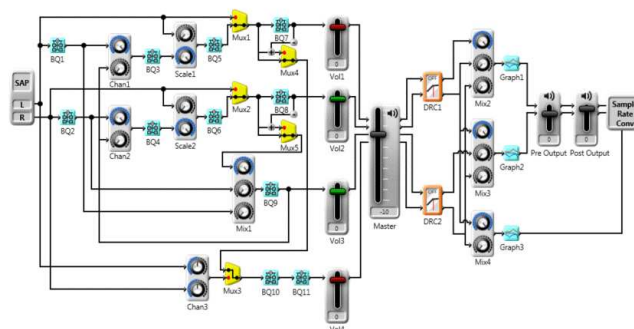 SAP
L
R
BQ1
BQ2
Chan1
Chan2
BQ3
BQ4
Scale1
Scale2
BQ5
BQ6
Mux1
Mux2
BQ7
BQ8
Mux4
Mux5
Mix1
BQ9
Chan3
Mux3
BQ10
BQ11
0
Vol1
0
Vol2
0
Vol3
0
Vol4
-10
Master
DRC1
DRC2
Mix2
Mix3
Mix4
Graph1
Graph2
Graph3
0
Pre Output
0
Post Output
Sample
Rate
Conv